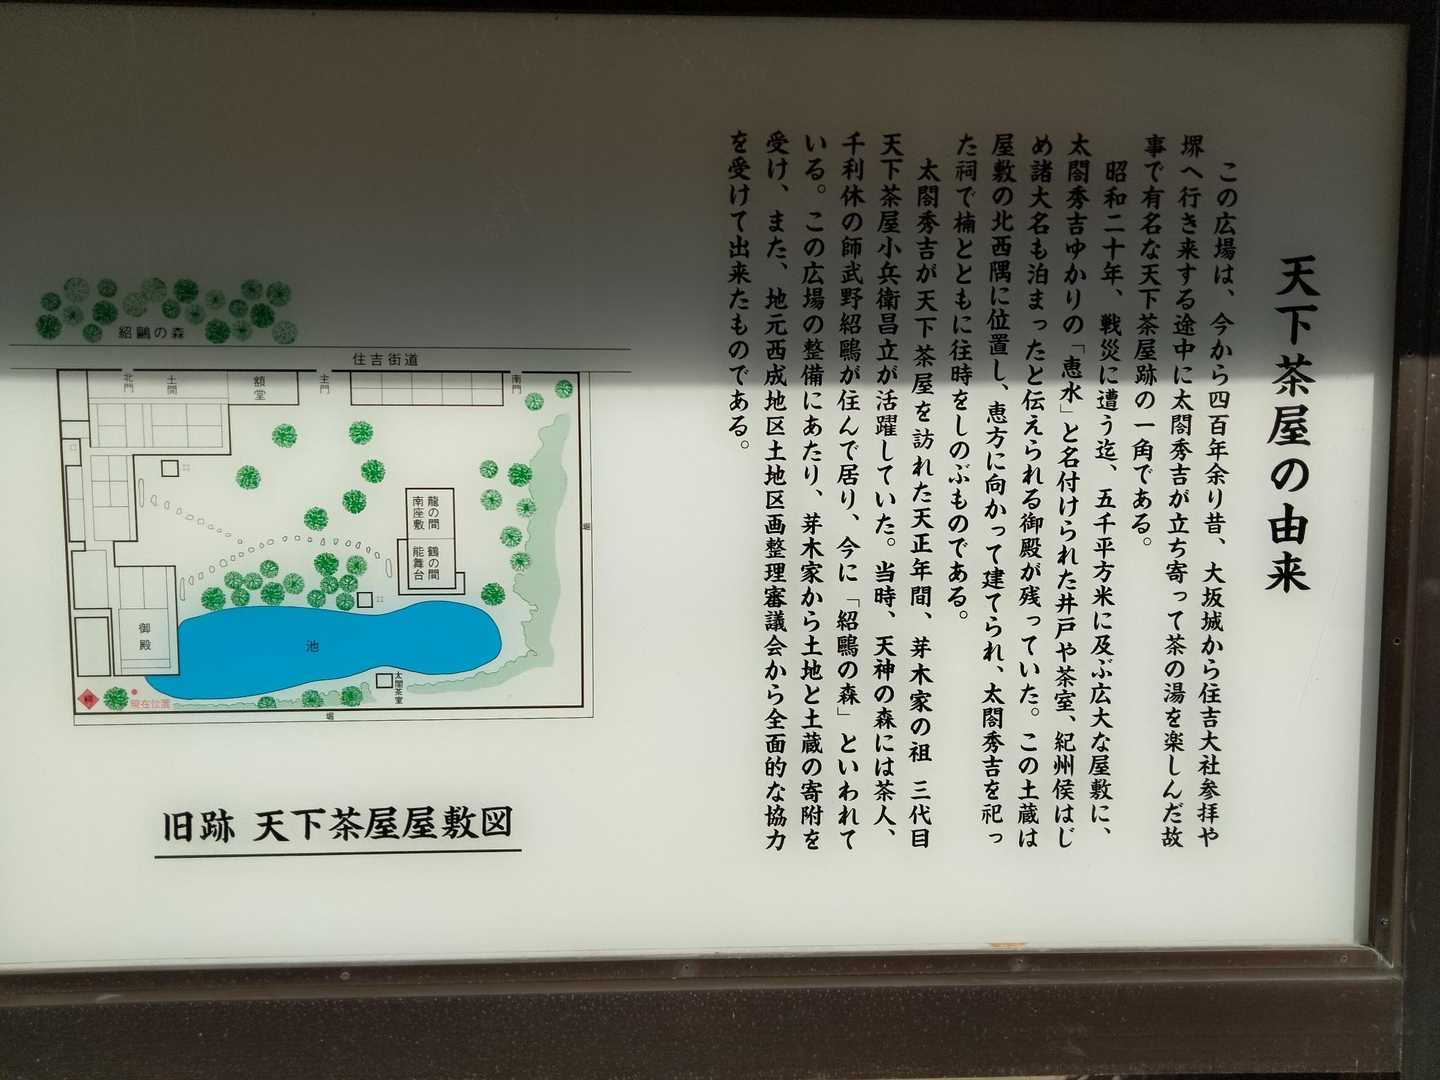 天下茶屋の由来
この広場は、今から四百年余り昔、大坂城から住吉大社参拝や
堺へ行き来する途中に太閤秀吉が立ち寄って茶の湯を楽しんだ故
事で有名な天下茶屋跡の一角である。
昭和二十年、戦災に遭う迄、五千平方米に及ぶ広大な屋敷に、
太閤秀吉ゆかりの「恵水」と名付けられた井戸や茶室、紀州侯はじ
め諸大名も泊まったと伝えられる御殿が残っていた。この土蔵は
屋敷の北西隅に位置し、恵方に向かって建てられ、太閤秀吉を祀っ
た祠で楠とともに往時をしのぶものである。
太閤秀吉が天下茶屋を訪れた天正年間、芽木家の祖 三代目
天下茶屋小兵衛昌立が活躍していた。当時、天神の森には茶人、
千利休の師武野紹鷗が住んで居り、今に「紹鷗の森」といわれて
いる。この広場の整備にあたり、芽木家から土地と土蔵の寄附を
受け、また、地元西成地区土地区画整理審議会から全面的な協力
を受けて出来たものである。
紹鷗の森
住吉街道
北門
土間
額堂
主門
南門
龍の間
南座敷
鶴の間
能舞台
堀
御殿
池
太閤茶室
祠
現在位置
堀
旧跡 天下茶屋屋敷図